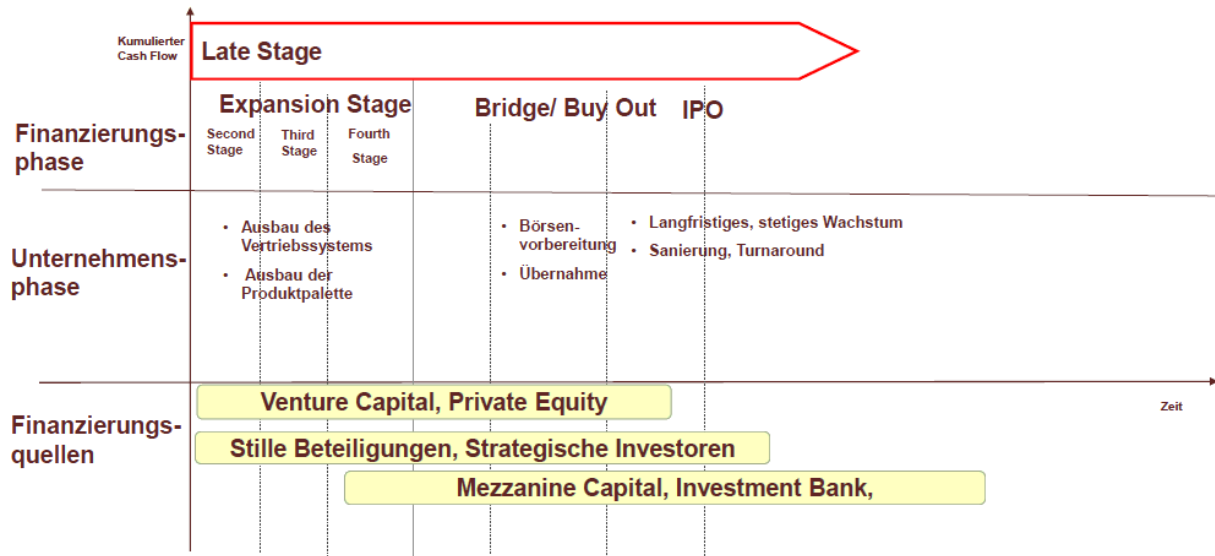 Kumulierter
Cash Flow
Late Stage
Finanzierungs-
phase
Expansion Stage
Second
Stage
Third
Stage
Fourth
Stage
Bridge/ Buy Out
IPO
Unternehmens-
phase
• Ausbau des
Vertriebssystems
• Ausbau der
Produktpalette
• Börsen-
vorbereitung
• Übernahme
• Langfristiges, stetiges Wachstum
• Sanierung, Turnaround
Zeit
Finanzierungs-
quellen
Venture Capital, Private Equity
Stille Beteiligungen, Strategische Investoren
Mezzanine Capital, Investment Bank,